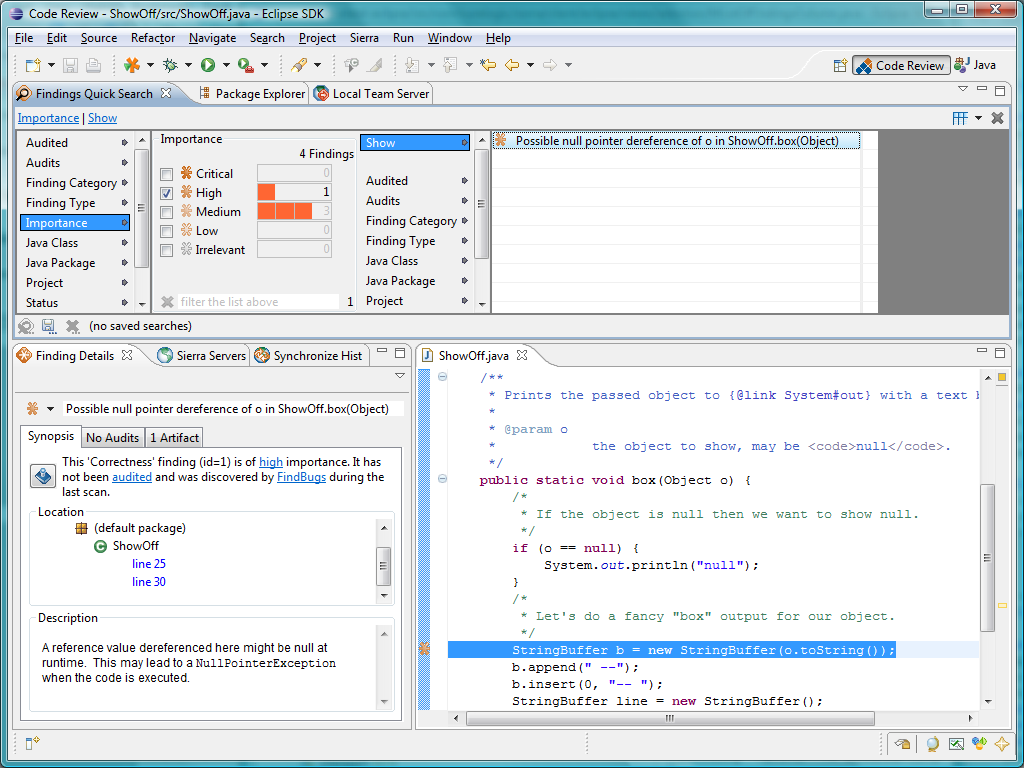 Code Review - ShowOff/src/ShowOff.java - Eclipse SDK
File Edit Source Refactor Navigate Search Project Sierra Run Window Help
Code Review Java
Findings Quick Search Package Explorer Local Team Server
Importance | Show
Audited
Audits
Finding Category
Finding Type
Importance
Java Class
Java Package
Project
Status
Importance
4 Findings
Critical 0
High 1
Medium 3
Low 0
Irrelevant 0
filter the list above 1
Show
Audited
Audits
Finding Category
Finding Type
Java Class
Java Package
Project
Possible null pointer dereference of o in ShowOff.box(Object)
(no saved searches)
Finding Details Sierra Servers Synchronize Hist
Possible null pointer dereference of o in ShowOff.box(Object)
Synopsis No Audits 1 Artifact
This 'Correctness' finding (id=1) is of high importance. It has
not been audited and was discovered by FindBugs during the
last scan.
Location
(default package)
ShowOff
line 25
line 30
Description
A reference value dereferenced here might be null at
runtime. This may lead to a NullPointerException
when the code is executed.
ShowOff.java
/**
* Prints the passed object to {@link System#out} with a text
*
* @param o
* the object to show, may be <code>null</code>.
*/
public static void box(Object o) {
/*
* If the object is null then we want to show null.
*/
if (o == null) {
System.out.println("null");
}
/*
* Let's do a fancy "box" output for our object.
*/
StringBuffer b = new StringBuffer(o.toString());
b.append(" --");
b.insert(0, "-- ");
StringBuffer line = new StringBuffer();